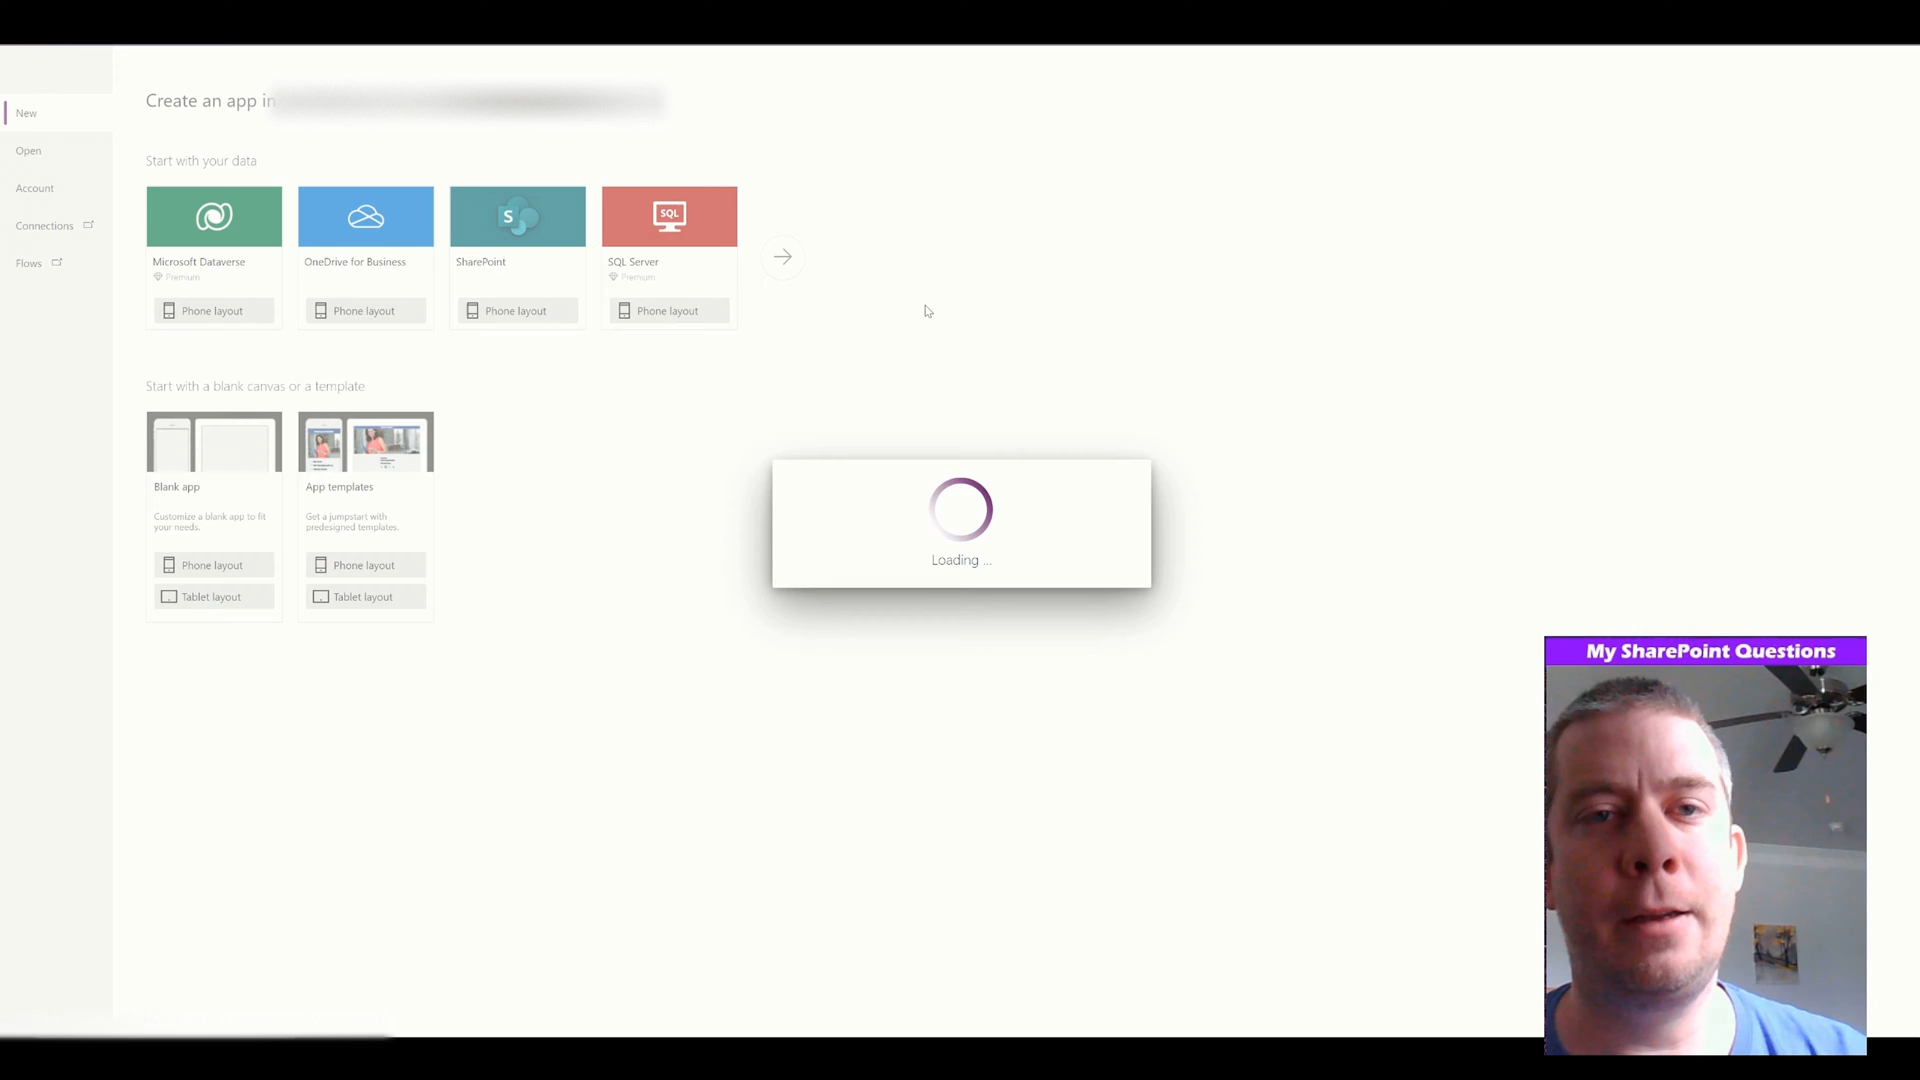 Create an app in
New
Open
Account
Connections
Flows
Start with your data
SQL
S
Microsoft Dataverse
Premium
Phone layout
OneDrive for Business
Phone layout
SharePoint
Phone layout
SQL Server
Premium
Phone layout
Start with a blank canvas or a template
Blank app
Customize a blank app to fit
your needs.
Phone layout
Tablet layout
App templates
Get a jumpstart with
predesigned templates.
Phone layout
Tablet layout
Loading ...
My SharePoint Questions